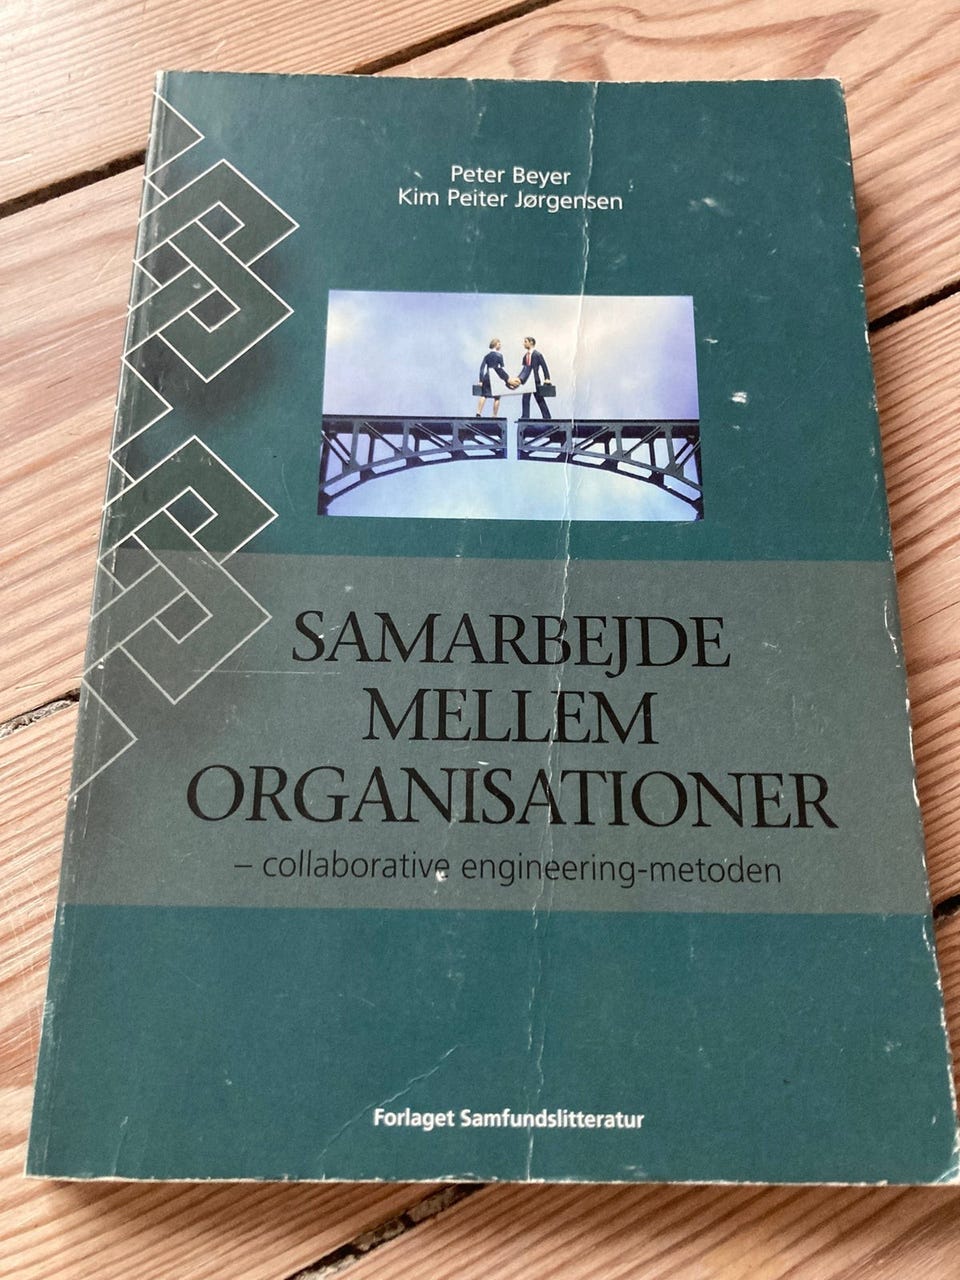 Peter Beyer
Kim Peiter Jørgensen
SAMARBEJDE
MELLEM
ORGANISATIONER
– collaborative engineering-metoden
Forlaget Samfundslitteratur